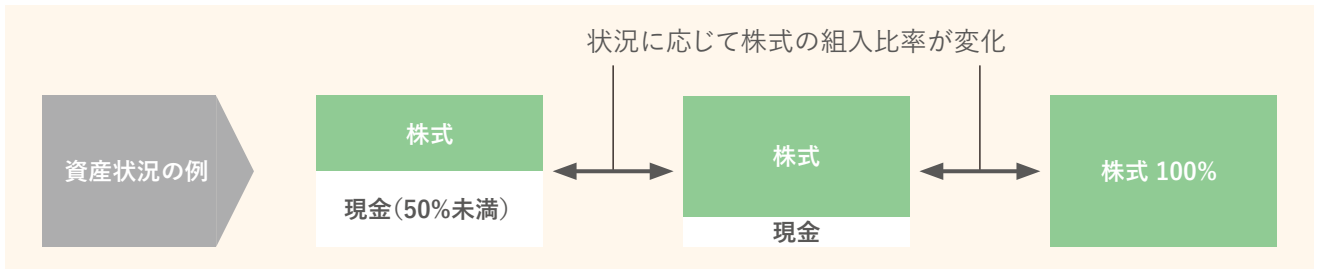 状況に応じて株式の組入比率が変化
資産状況の例
株式
現金（50%未満）
株式
現金
株式 100%